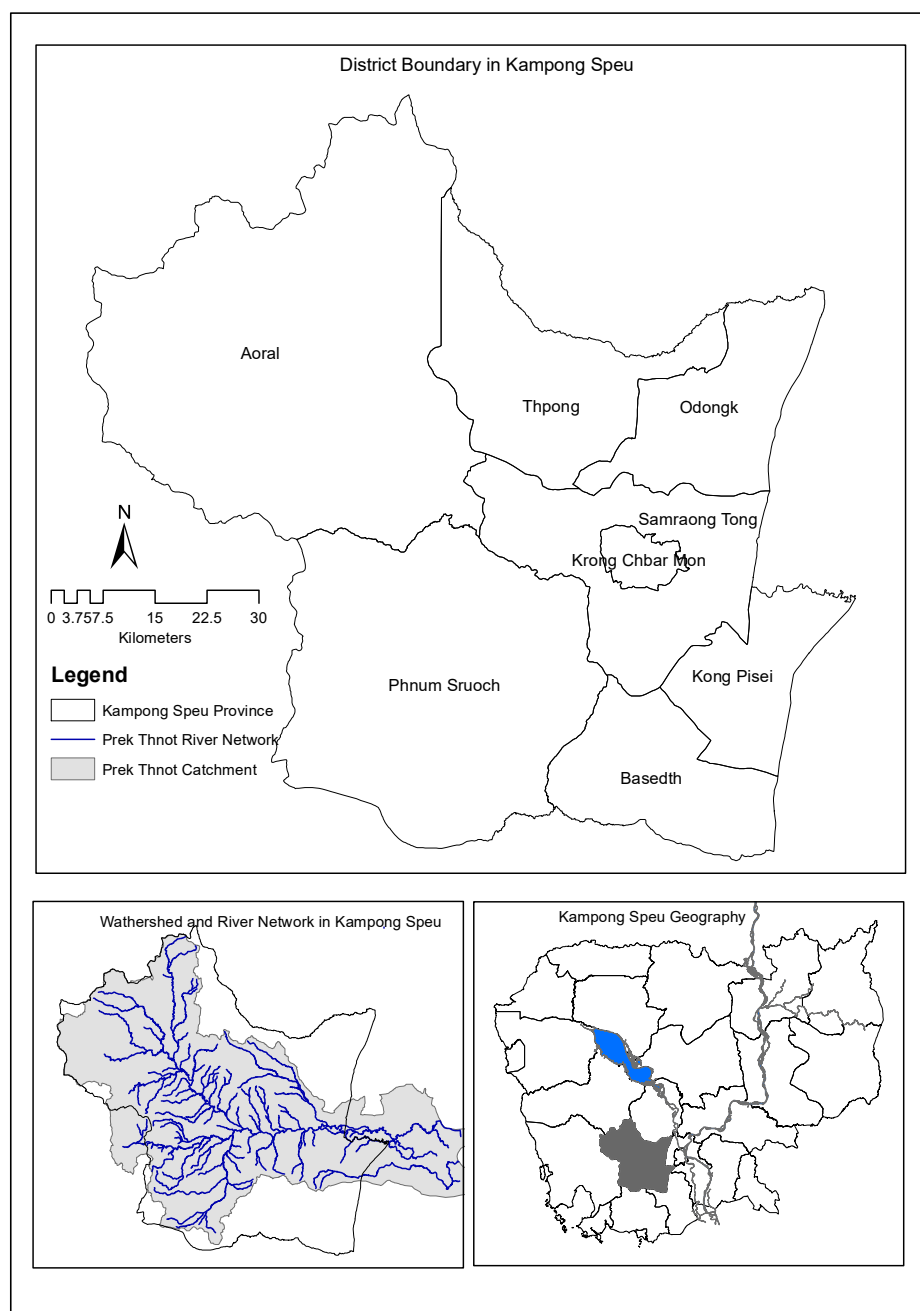 District Boundary in Kampong Speu
Aoral
Thpong
Odongk
Samraong Tong
Krong Chbar Mon
Kong Pisei
Phnum Sruoch
Basedth
N
0 3.757.5 15 22.5 30
Kilometers
Legend
Kampong Speu Province
Prek Thnot River Network
Prek Thnot Catchment
Wathershed and River Network in Kampong Speu
Kampong Speu Geography